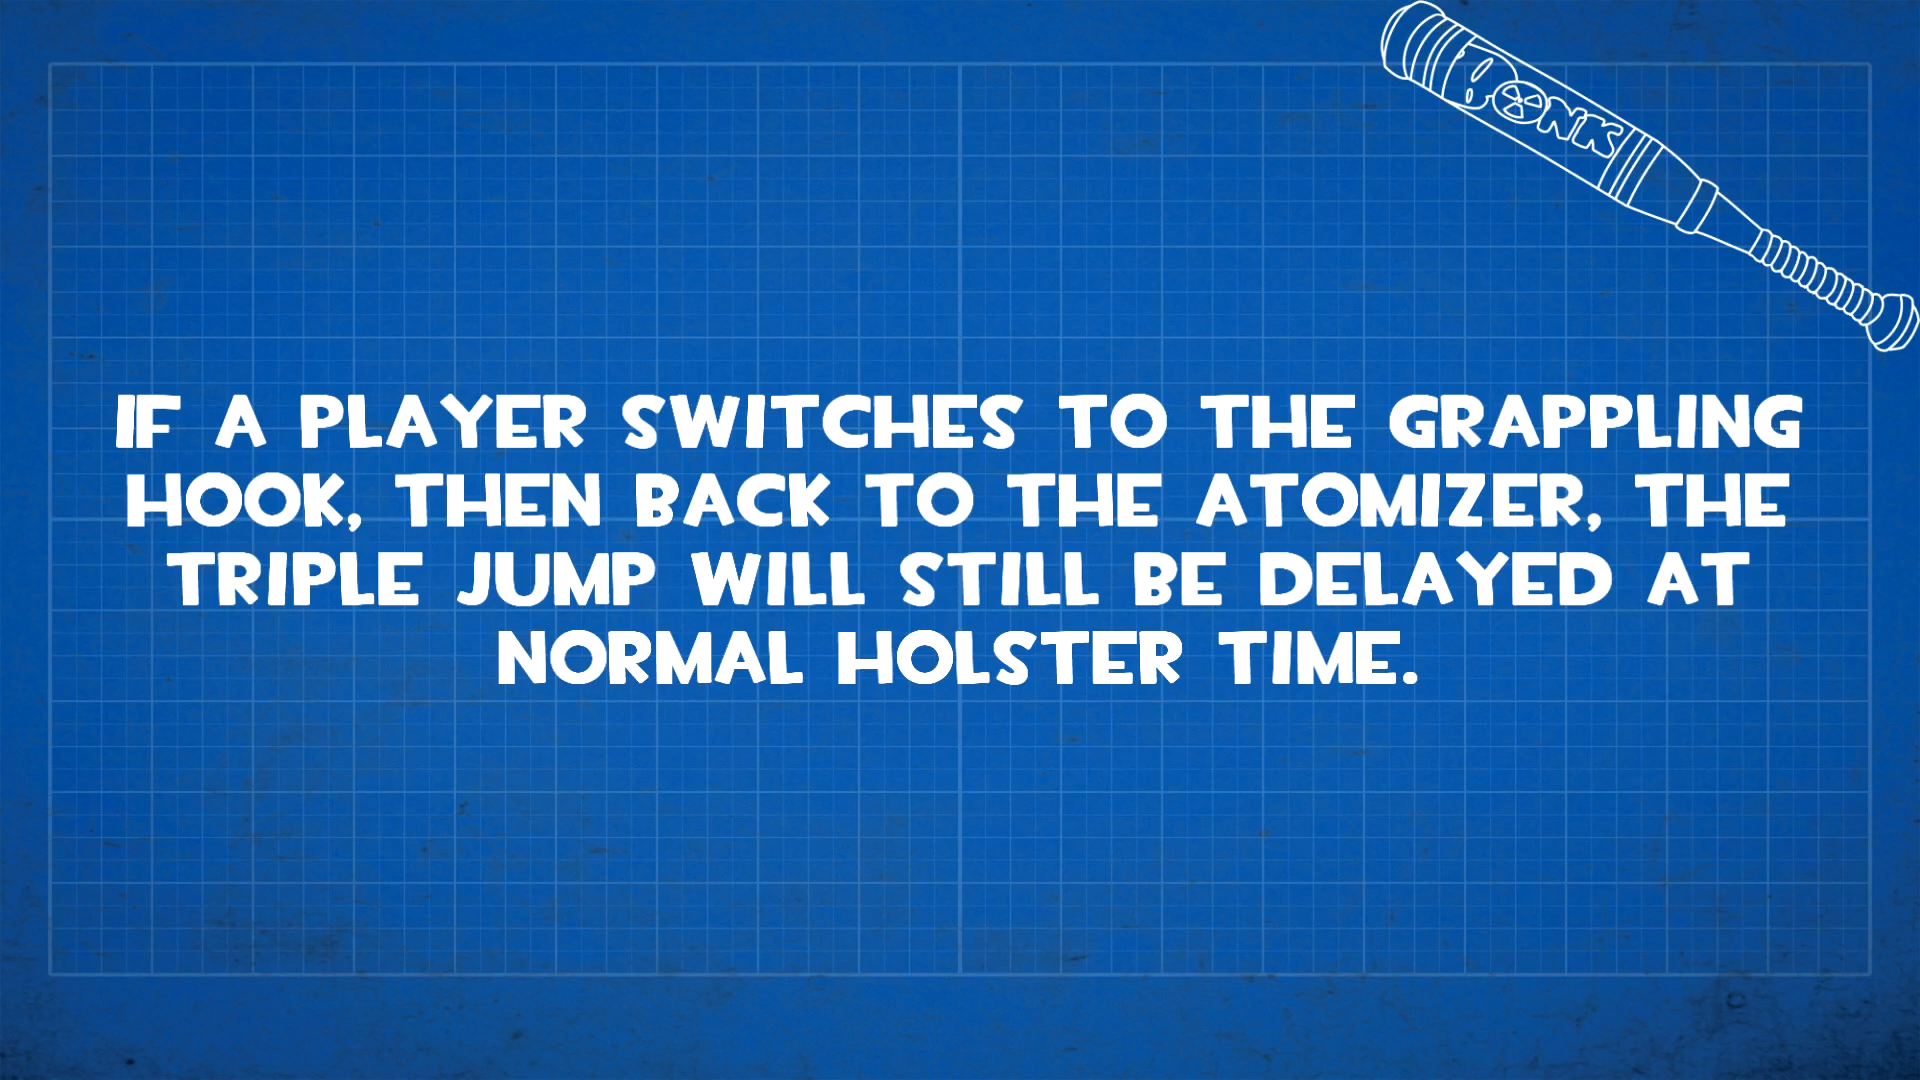 BONK
IF A PLAYER SWITCHES TO THE GRAPPLING
HOOK, THEN BACK TO THE ATOMIZER, THE
TRIPLE JUMP WILL STILL BE DELAYED AT
NORMAL HOLSTER TIME.